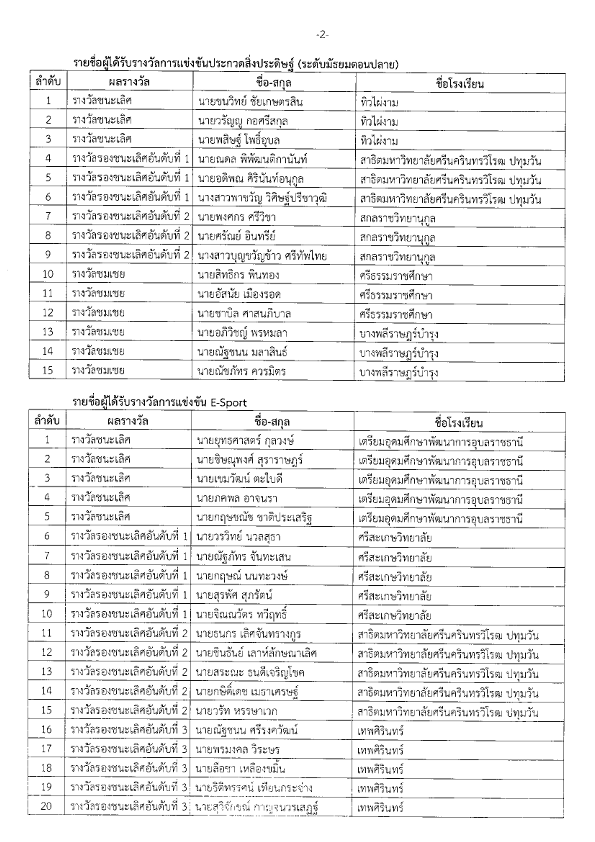 -2-
รายชื่อผู้ได้รับรางวัลการแข่งขันประกวดสิ่งประดิษฐ์ (ระดับมัธยมตอนปลาย)
ลำดับ ผลรางวัล ชื่อ-สกุล ชื่อโรงเรียน
1 รางวัลชนะเลิศ นายชนวิทย์ ชัยเกษตรสิน ทิวไผ่งาม
2 รางวัลชนะเลิศ นายวรัญญู กอศรีสกุล ทิวไผ่งาม
3 รางวัลชนะเลิศ นายพสิษฐ์ โพธิ์อุบล ทิวไผ่งาม
4 รางวัลรองชนะเลิศอันดับที่ 1 นายณดล พิพัฒนติกานันท์ สาธิตมหาวิทยาลัยศรีนครินทรวิโรฒ ปทุมวัน
5 รางวัลรองชนะเลิศอันดับที่ 1 นายอติพณ ศิรินันท์อนุกูล สาธิตมหาวิทยาลัยศรีนครินทรวิโรฒ ปทุมวัน
6 รางวัลรองชนะเลิศอันดับที่ 1 นางสาวพาขวัญ วิศิษฐ์ปรีชาวุฒิ สาธิตมหาวิทยาลัยศรีนครินทรวิโรฒ ปทุมวัน
7 รางวัลรองชนะเลิศอันดับที่ 2 นายพงศกร ศรีวิชา สกลราชวิทยานุกูล
8 รางวัลรองชนะเลิศอันดับที่ 2 นายศรัณย์ อินทรีย์ สกลราชวิทยานุกูล
9 รางวัลรองชนะเลิศอันดับที่ 2 นางสาวบุญขวัญข้าว ศรีทัพไทย สกลราชวิทยานุกูล
10 รางวัลชมเชย นายสิทธิกร พินทอง ศรีธรรมราชศึกษา
11 รางวัลชมเชย นายอัสนัย เมืองรอด ศรีธรรมราชศึกษา
12 รางวัลชมเชย นายชาบิล ศาสนภิบาล ศรีธรรมราชศึกษา
13 รางวัลชมเชย นายอภิวิชญ์ พรหมลา บางพลีราษฎร์บำรุง
14 รางวัลชมเชย นายณัฐชนน มลาสินธ์ บางพลีราษฎร์บำรุง
15 รางวัลชมเชย นายณัชภัทร ควรมิตร บางพลีราษฎร์บำรุง
รายชื่อผู้ได้รับรางวัลการแข่งขัน E-Sport
ลำดับ ผลรางวัล ชื่อ-สกุล ชื่อโรงเรียน
1 รางวัลชนะเลิศ นายยุทธศาสตร์ กุลวงษ์ เตรียมอุดมศึกษาพัฒนาการอุบลราชธานี
2 รางวัลชนะเลิศ นายชิษณุพงศ์ สุราราษฎร์ เตรียมอุดมศึกษาพัฒนาการอุบลราชธานี
3 รางวัลชนะเลิศ นายเขมวัฒน์ ตะใบดี เตรียมอุดมศึกษาพัฒนาการอุบลราชธานี
4 รางวัลชนะเลิศ นายภคพล อาจนรา เตรียมอุดมศึกษาพัฒนาการอุบลราชธานี
5 รางวัลชนะเลิศ นายกฤษชณัช ชาติประเสริฐ เตรียมอุดมศึกษาพัฒนาการอุบลราชธานี
6 รางวัลรองชนะเลิศอันดับที่ 1 นายวรวิทย์ นวลสุธา ศรีสะเกษวิทยาลัย
7 รางวัลรองชนะเลิศอันดับที่ 1 นายณัฐภัทร จันทะเสน ศรีสะเกษวิทยาลัย
8 รางวัลรองชนะเลิศอันดับที่ 1 นายกฤษณ์ นนทะวงษ์ ศรีสะเกษวิทยาลัย
9 รางวัลรองชนะเลิศอันดับที่ 1 นายสุรพัศ สุภรัตน์ ศรีสะเกษวิทยาลัย
10 รางวัลรองชนะเลิศอันดับที่ 1 นายจิณณวัตร ทวีฤทธิ์ ศรีสะเกษวิทยาลัย
11 รางวัลรองชนะเลิศอันดับที่ 2 นายธนกร เลิศจันทรางกูร สาธิตมหาวิทยาลัยศรีนครินทรวิโรฒ ปทุมวัน
12 รางวัลรองชนะเลิศอันดับที่ 2 นายชินธันย์ เลาห์ลักษณาเลิศ สาธิตมหาวิทยาลัยศรีนครินทรวิโรฒ ปทุมวัน
13 รางวัลรองชนะเลิศอันดับที่ 2 นายสระณะ ธนดีเจริญโชค สาธิตมหาวิทยาลัยศรีนครินทรวิโรฒ ปทุมวัน
14 รางวัลรองชนะเลิศอันดับที่ 2 นายกษิดิ์เดช เมธาเศรษฐ์ สาธิตมหาวิทยาลัยศรีนครินทรวิโรฒ ปทุมวัน
15 รางวัลรองชนะเลิศอันดับที่ 2 นายวรัท หรรษาเวก สาธิตมหาวิทยาลัยศรีนครินทรวิโรฒ ปทุมวัน
16 รางวัลรองชนะเลิศอันดับที่ 3 นายณัฐชนน ศรีรงควัฒน์ เทพศิรินทร์
17 รางวัลรองชนะเลิศอันดับที่ 3 นายพรมงคล วิระษร เทพศิรินทร์
18 รางวัลรองชนะเลิศอันดับที่ 3 นายลือชา เหลืองขมิ้น เทพศิรินทร์
19 รางวัลรองชนะเลิศอันดับที่ 3 นายธิติทรรศน์ เทียนกระจ่าง เทพศิรินทร์
20 รางวัลรองชนะเลิศอันดับที่ 3 นายสุวิจักขณ์ กาญจนวรเสฏฐ์ เทพศิรินทร์